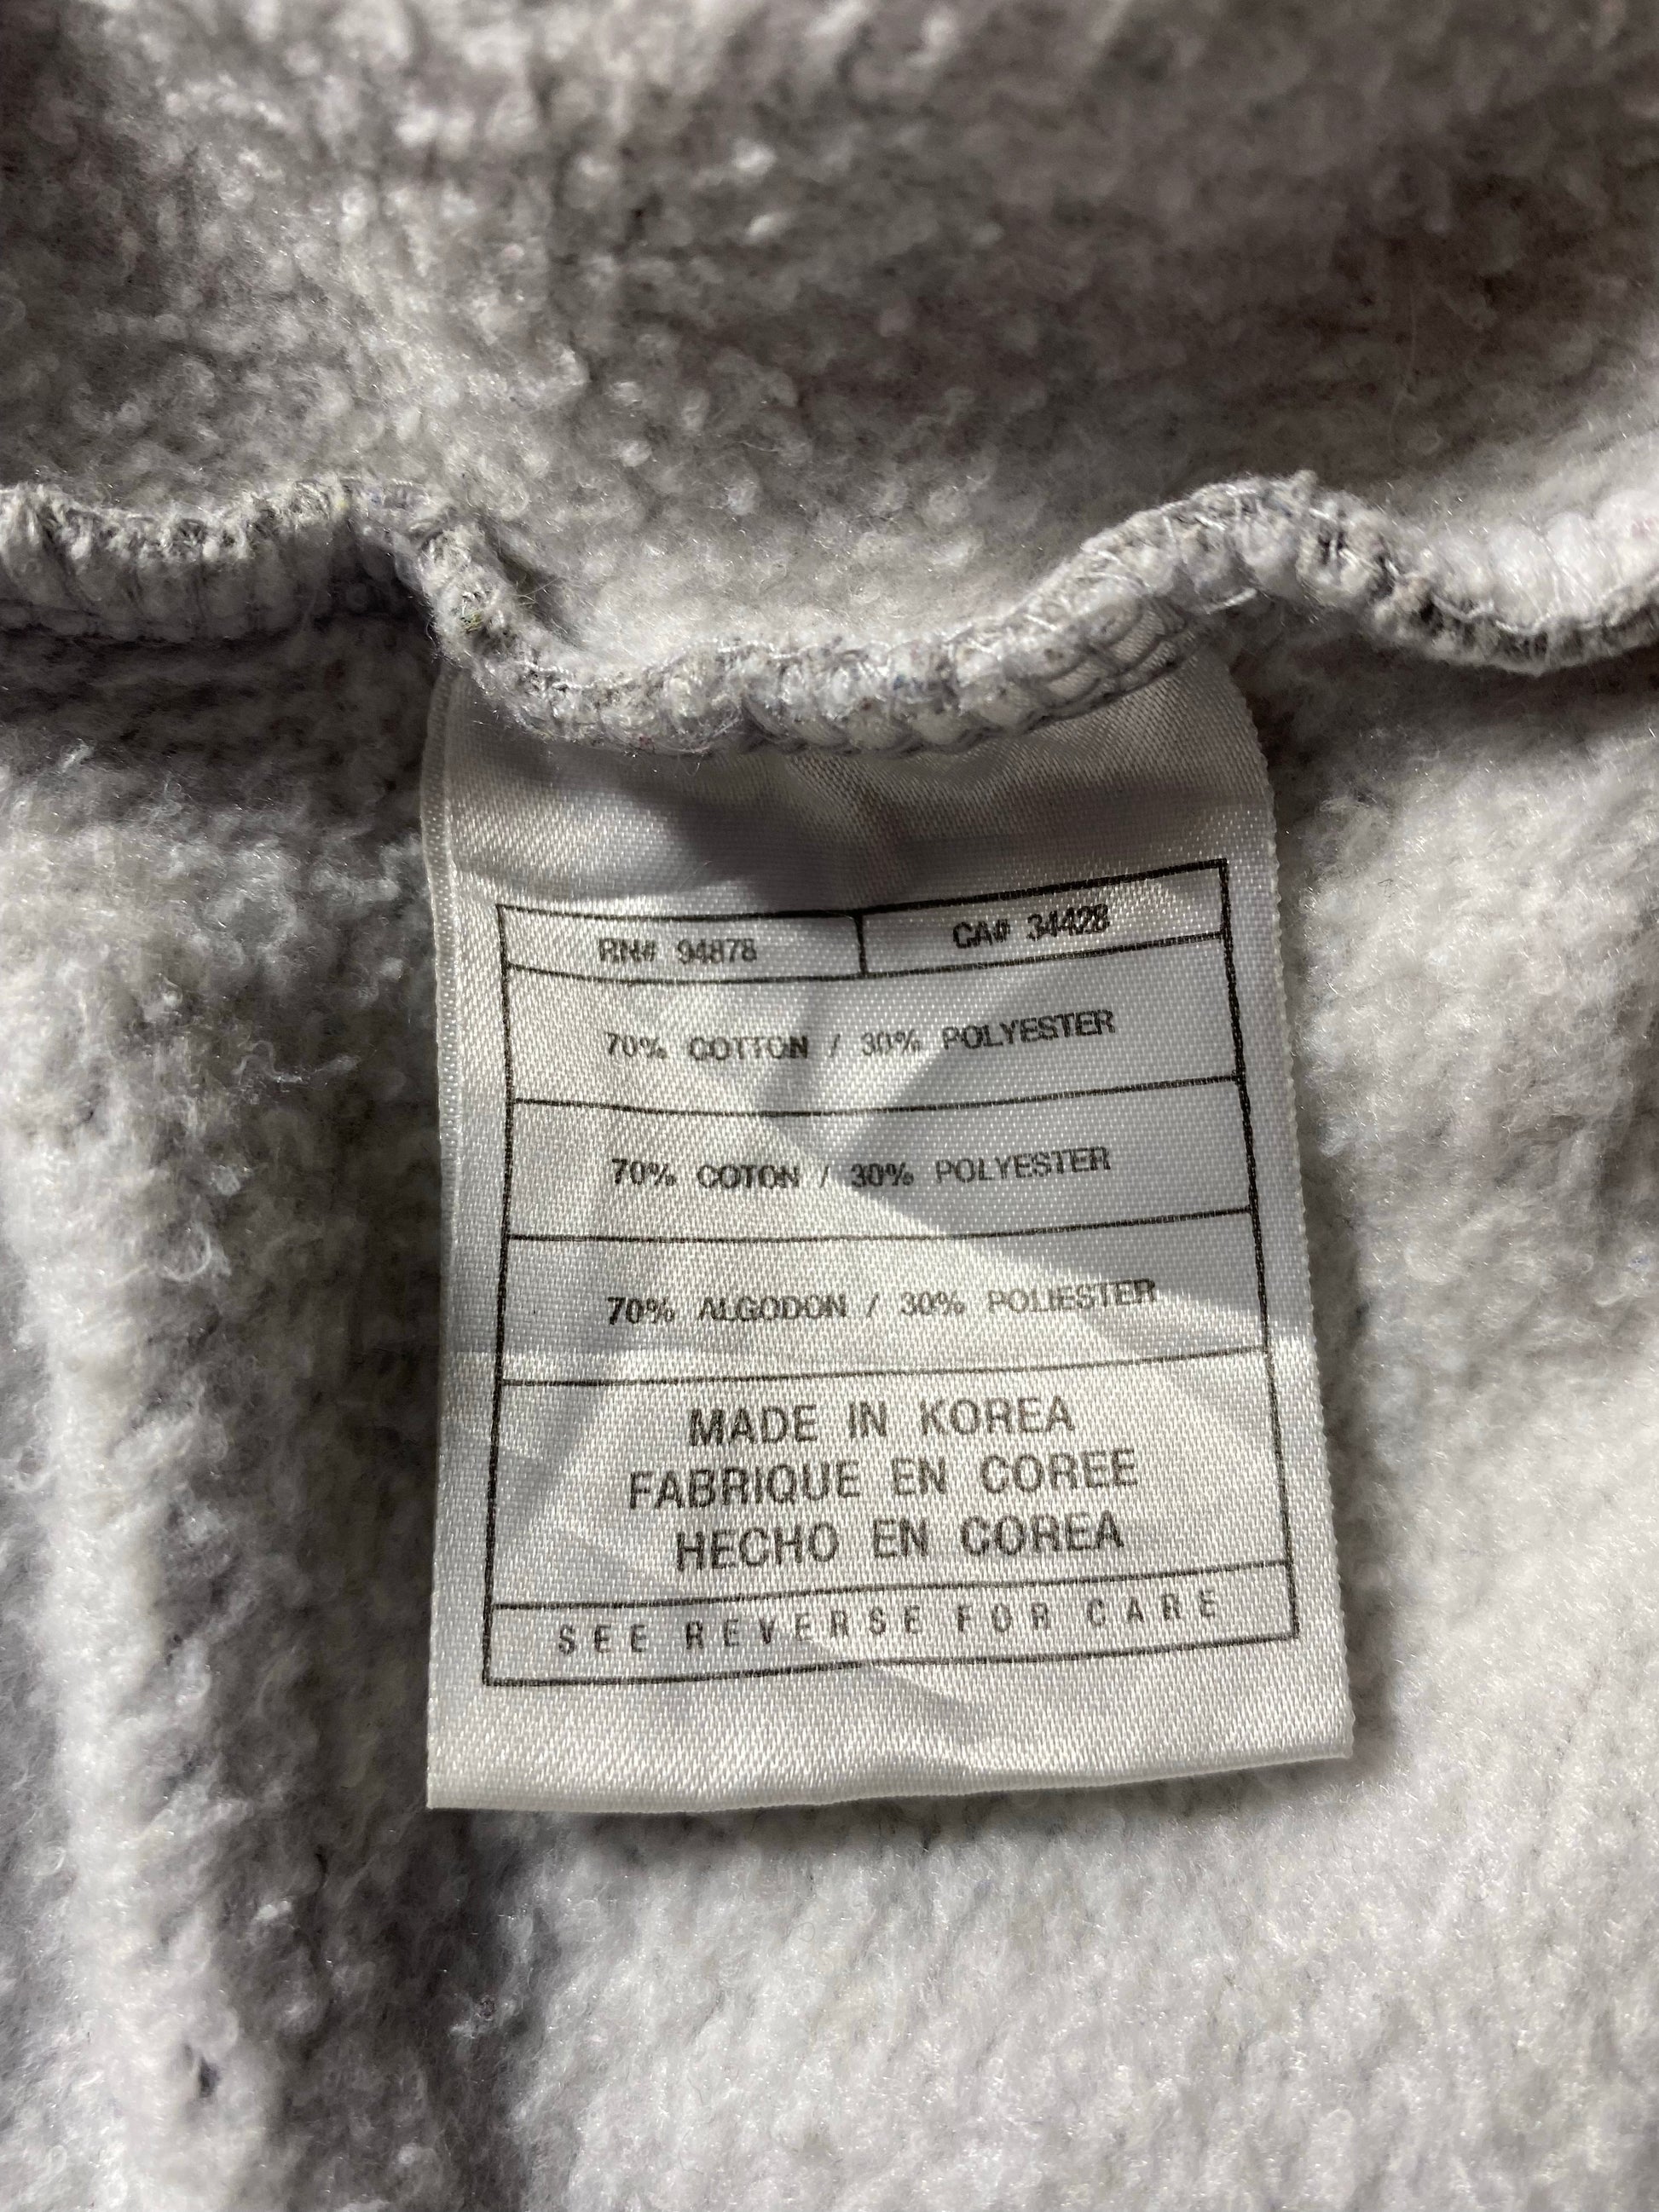 RN# 94878 CA# 34428
70% COTTON / 30% POLYESTER
70% COTON / 30% POLYESTER
70% ALGODON / 30% POLIESTER
MADE IN KOREA
FABRIQUE EN COREE
HECHO EN COREA
SEE REVERSE FOR CARE